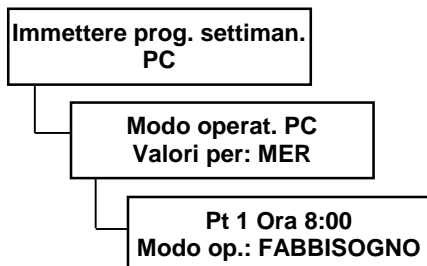 Immettere prog. settiman.
PC
Modo operat. PC
Valori per: MER
Pt 1 Ora 8:00
Modo op.: FABBISOGNO